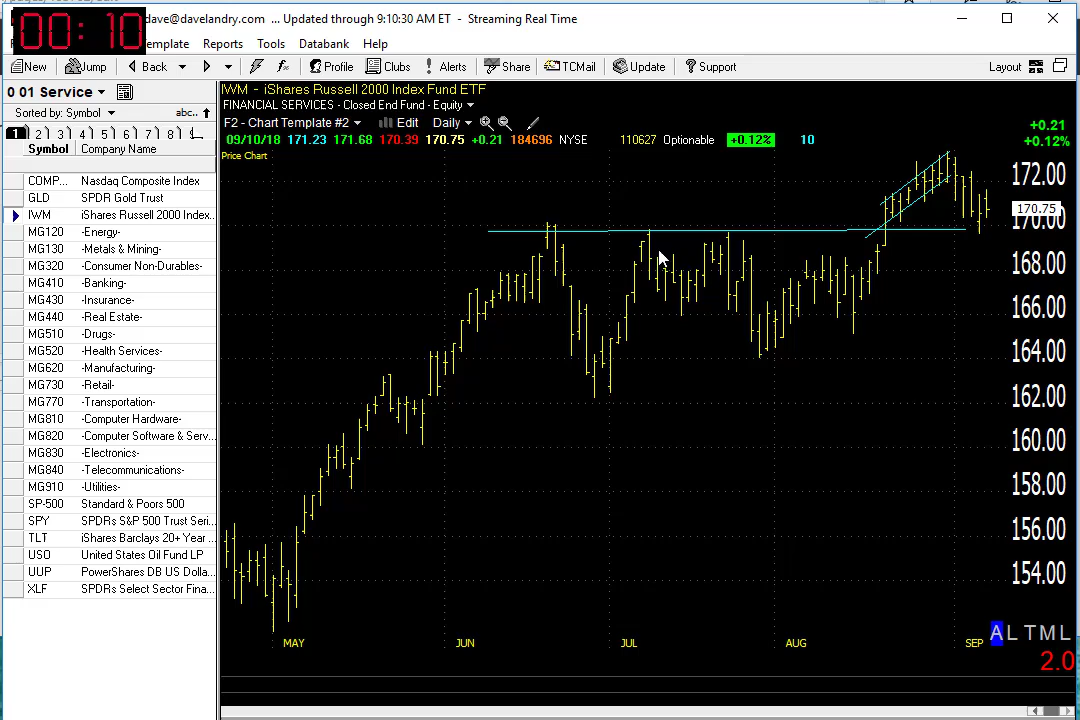 dave@davelandry.com ... Updated through 9:10:30 AM ET - Streaming Real Time
00:10
emplate Reports Tools Databank Help
New Jump Back Profile Clubs Alerts Share TCMail Update Support Layout
0 01 Service
Sorted by: Symbol abc..
1 2 3 4 5 6 7 8
Symbol Company Name
COMP... Nasdaq Composite Index
GLD SPDR Gold Trust
IWM iShares Russell 2000 Index..
MG120 -Energy-
MG130 -Metals & Mining-
MG320 -Consumer Non-Durables-
MG410 -Banking-
MG430 -Insurance-
MG440 -Real Estate-
MG510 -Drugs-
MG520 -Health Services-
MG620 -Manufacturing-
MG730 -Retail-
MG770 -Transportation-
MG810 -Computer Hardware-
MG820 -Computer Software & Serv...
MG830 -Electronics-
MG840 -Telecommunications-
MG910 -Utilities-
SP-500 Standard & Poors 500
SPY SPDRs S&P 500 Trust Seri...
TLT iShares Barclays 20+ Year ...
USO United States Oil Fund LP
UUP PowerShares DB US Dolla...
XLF SPDRs Select Sector Fina...
IWM - iShares Russell 2000 Index Fund ETF
FINANCIAL SERVICES - Closed End Fund - Equity
F2 - Chart Template #2 Edit Daily
09/10/18 171.23 171.68 170.39 170.75 +0.21 184696 NYSE 110627 Optionable +0.12% 10
Price Chart
+0.21
+0.12%
172.00
170.75
170.00
168.00
166.00
164.00
162.00
160.00
158.00
156.00
154.00
MAY JUN JUL AUG SEP
A L T M L
2.0